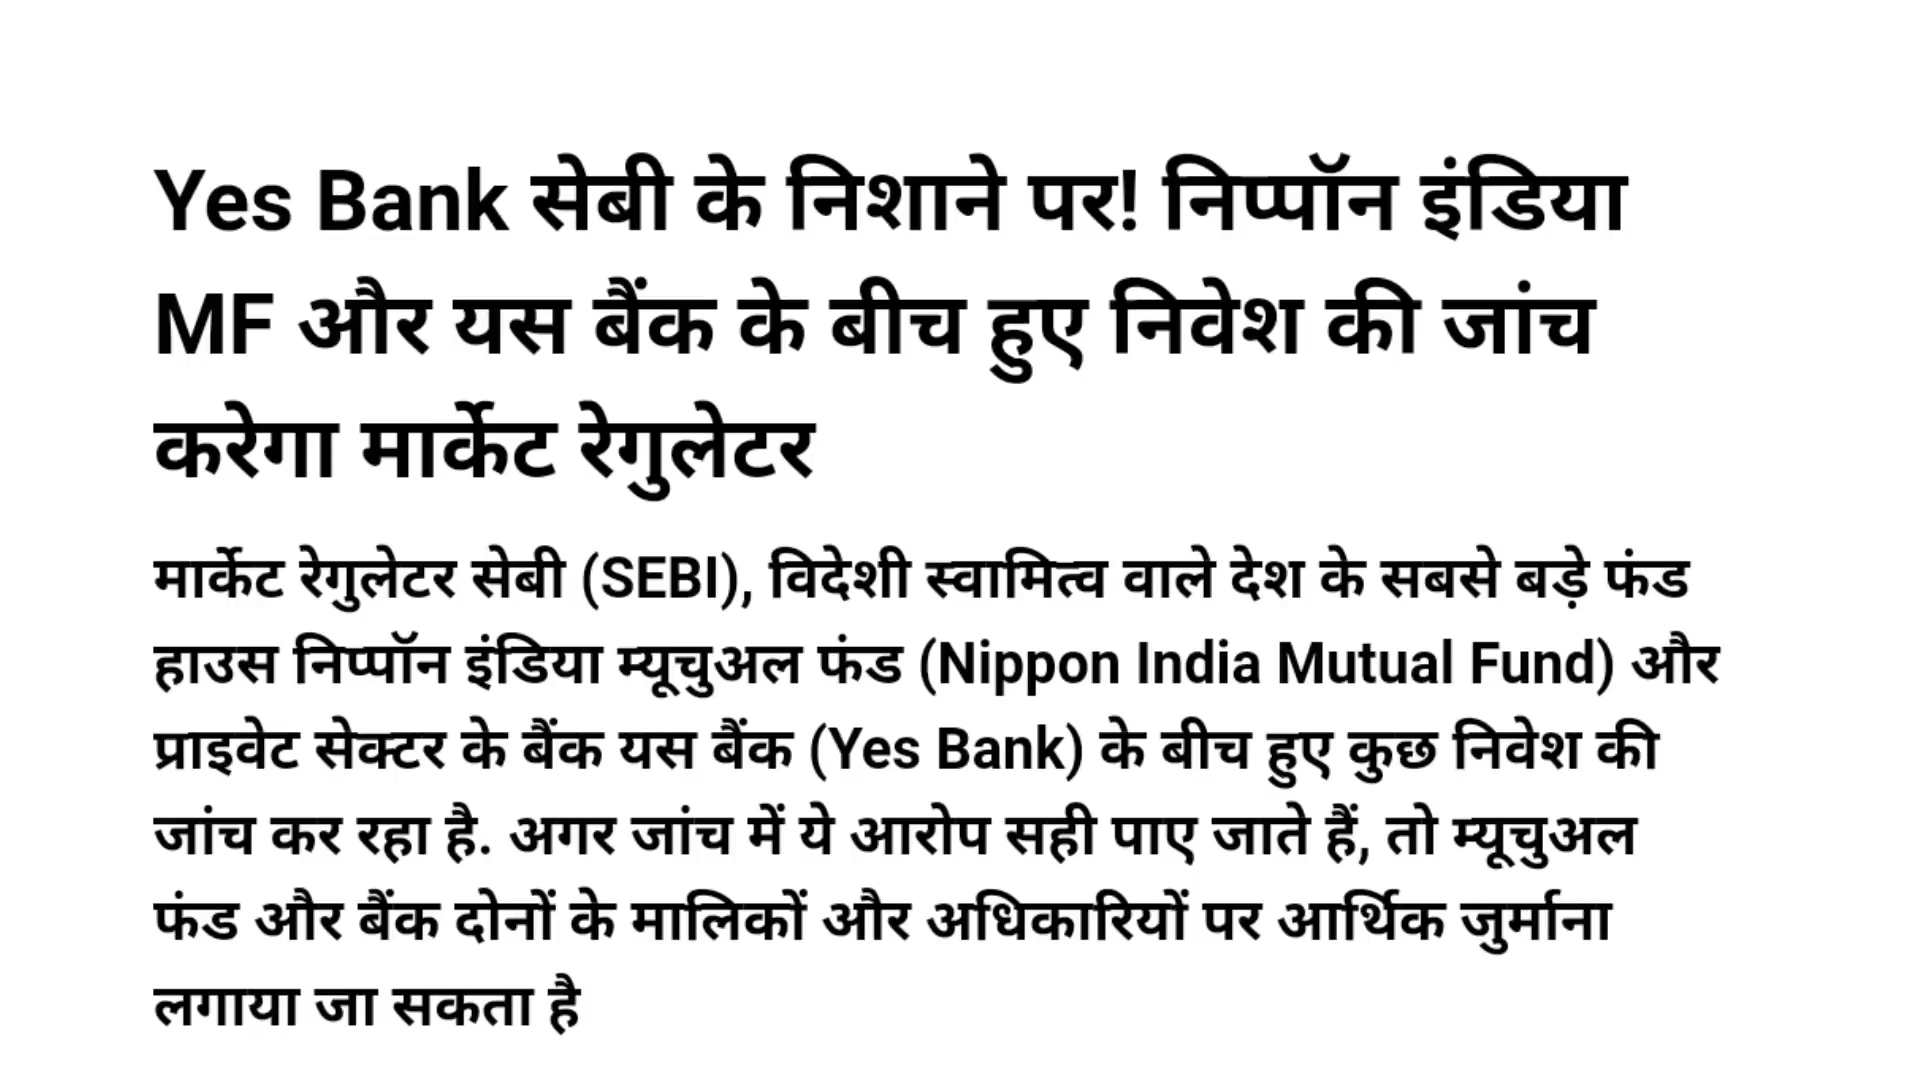 Yes Bank सेबी के निशाने पर! निप्पॉन इंडिया
MF और यस बैंक के बीच हुए निवेश की जांच
करेगा मार्केट रेगुलेटर
मार्केट रेगुलेटर सेबी (SEBI), विदेशी स्वामित्व वाले देश के सबसे बड़े फंड
हाउस निप्पॉन इंडिया म्यूचुअल फंड (Nippon India Mutual Fund) और
प्राइवेट सेक्टर के बैंक यस बैंक (Yes Bank) के बीच हुए कुछ निवेश की
जांच कर रहा है. अगर जांच में ये आरोप सही पाए जाते हैं, तो म्यूचुअल
फंड और बैंक दोनों के मालिकों और अधिकारियों पर आर्थिक जुर्माना
लगाया जा सकता है